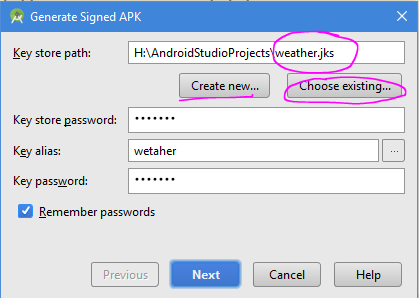 Generate Signed APK
Key store path: H:\AndroidStudioProjects\weather.jks
Create new... Choose existing...
Key store password: •••••••
Key alias: wetaher ...
Key password: •••••••
Remember passwords
Previous Next Cancel Help